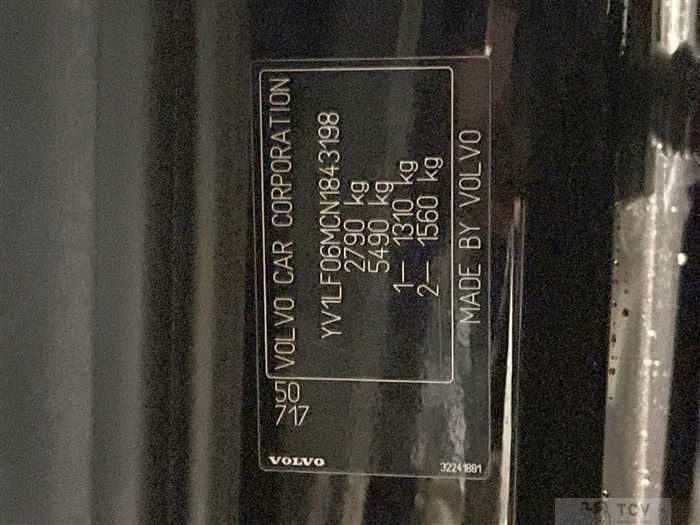 VOLVO CAR CORPORATION
YV1LF06MCN1843198
2790 kg
5490 kg
1— 1310 kg
2— 1560 kg
MADE BY VOLVO
50
717
VOLVO
32241881
TCV